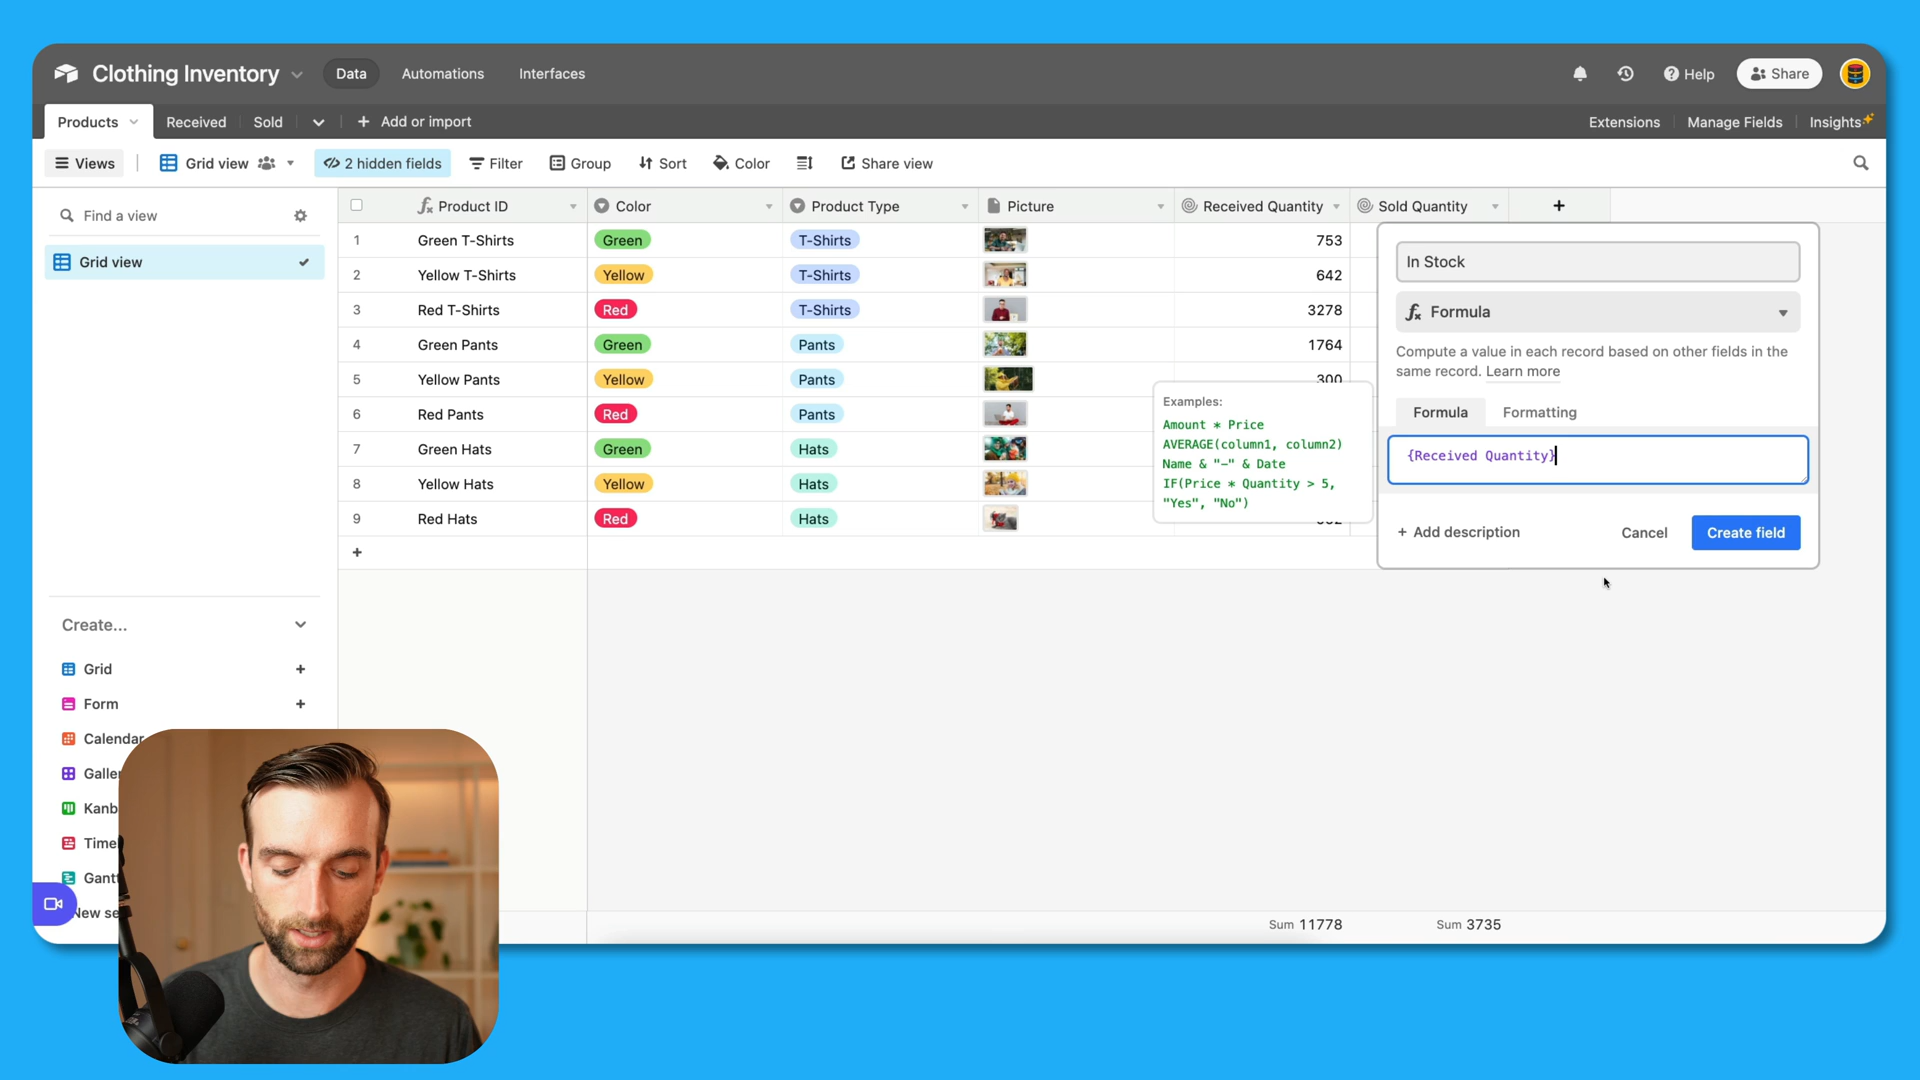 Clothing Inventory
Data
Automations
Interfaces
Help
Share
Products
Received
Sold
+ Add or import
Extensions
Manage Fields
Insights
Views
Grid view
2 hidden fields
Filter
Group
Sort
Color
Share view
Find a view
Grid view
Product ID
Color
Product Type
Picture
Received Quantity
Sold Quantity
+
1 Green T-Shirts Green T-Shirts 753
2 Yellow T-Shirts Yellow T-Shirts 642
3 Red T-Shirts Red T-Shirts 3278
4 Green Pants Green Pants 1764
5 Yellow Pants Yellow Pants 300
6 Red Pants Red Pants
7 Green Hats Green Hats
8 Yellow Hats Yellow Hats
9 Red Hats Red Hats
+
In Stock
Formula
Compute a value in each record based on other fields in the
same record. Learn more
Formula
Formatting
{Received Quantity}
+ Add description
Cancel
Create field
Examples:
Amount * Price
AVERAGE(column1, column2)
Name & "-" & Date
IF(Price * Quantity > 5,
"Yes", "No")
Create...
Grid +
Form +
Calendar
Galler
Kanb
Time
Gantt
New se
Sum 11778
Sum 3735